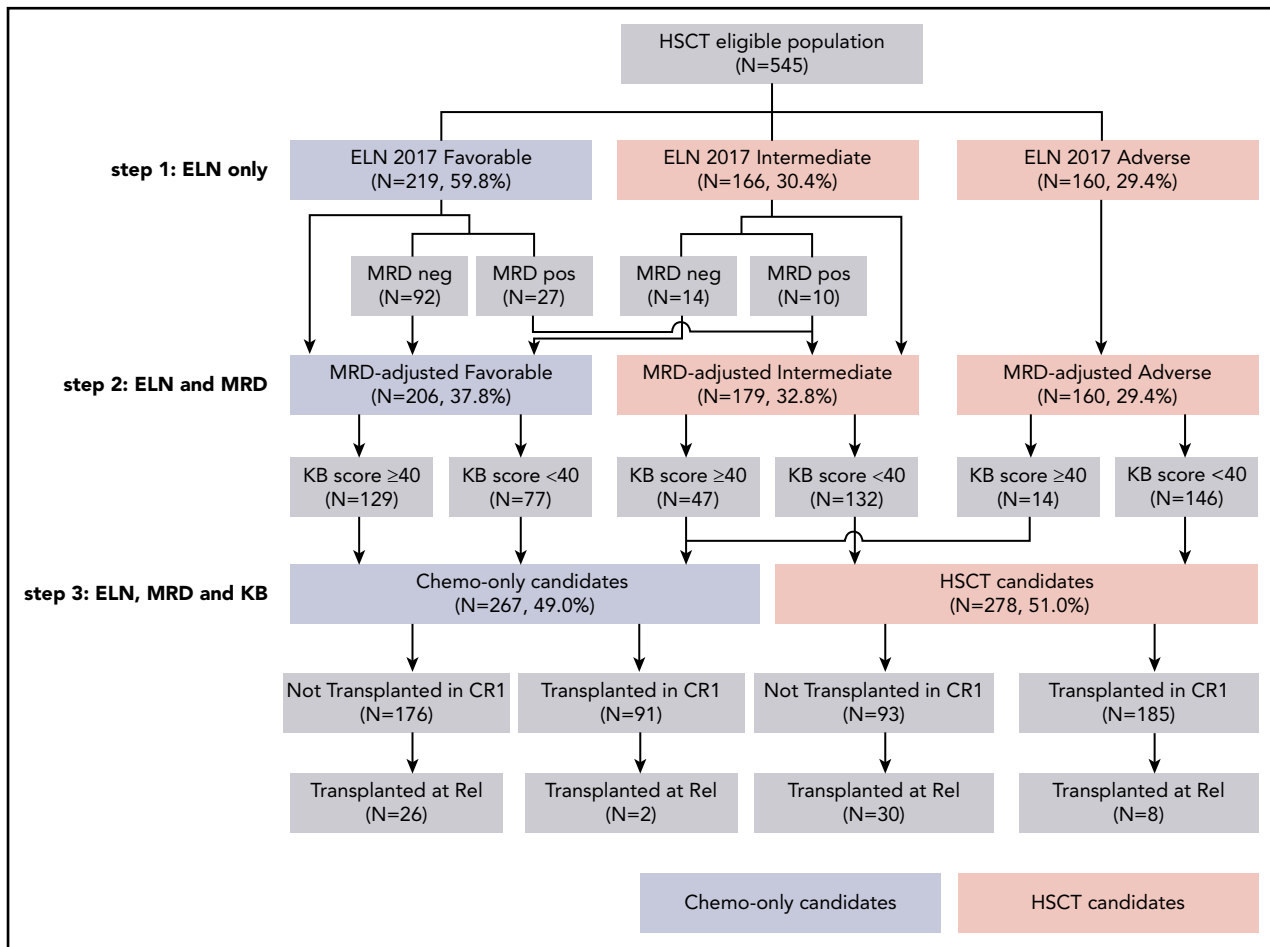 HSCT eligible population
(N=545)
step 1: ELN only
ELN 2017 Favorable
(N=219, 59.8%)
ELN 2017 Intermediate
(N=166, 30.4%)
ELN 2017 Adverse
(N=160, 29.4%)
MRD neg
(N=92)
MRD pos
(N=27)
MRD neg
(N=14)
MRD pos
(N=10)
step 2: ELN and MRD
MRD-adjusted Favorable
(N=206, 37.8%)
MRD-adjusted Intermediate
(N=179, 32.8%)
MRD-adjusted Adverse
(N=160, 29.4%)
KB score ≥40
(N=129)
KB score <40
(N=77)
KB score ≥40
(N=47)
KB score <40
(N=132)
KB score ≥40
(N=14)
KB score <40
(N=146)
step 3: ELN, MRD and KB
Chemo-only candidates
(N=267, 49.0%)
HSCT candidates
(N=278, 51.0%)
Not Transplanted in CR1
(N=176)
Transplanted in CR1
(N=91)
Not Transplanted in CR1
(N=93)
Transplanted in CR1
(N=185)
Transplanted at Rel
(N=26)
Transplanted at Rel
(N=2)
Transplanted at Rel
(N=30)
Transplanted at Rel
(N=8)
Chemo-only candidates
HSCT candidates